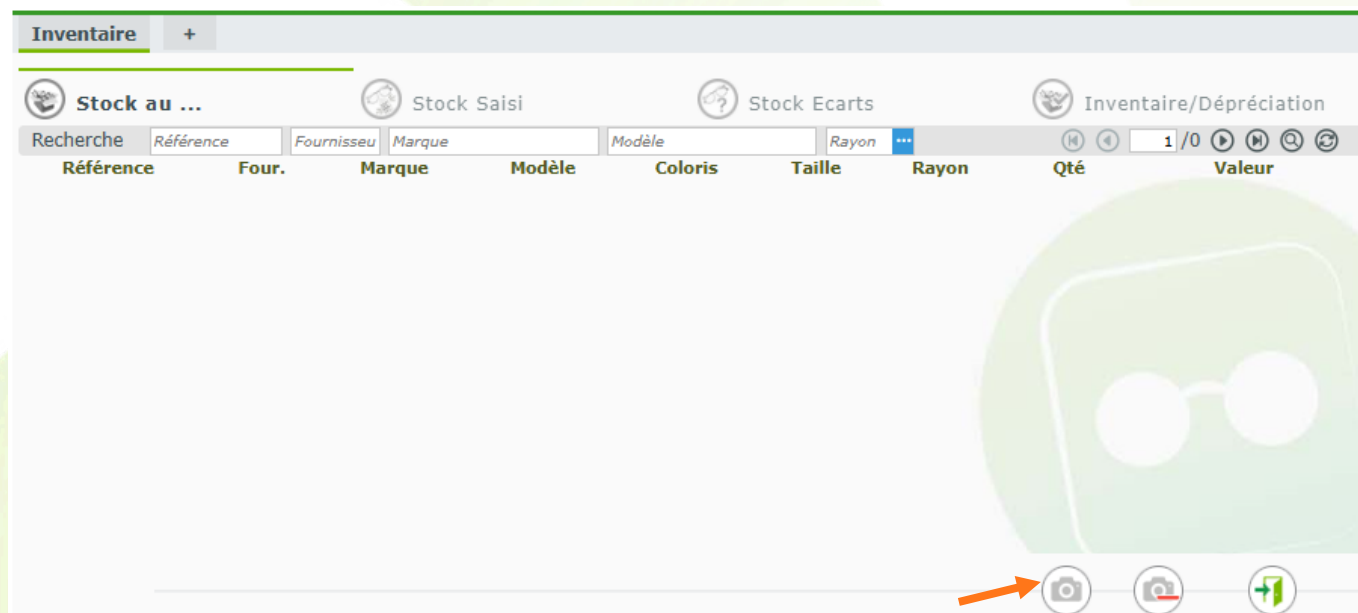 Inventaire +
Stock au ... Stock Saisi Stock Ecarts Inventaire/Dépréciation
Recherche Référence Fournisseu Marque Modèle Rayon ... 1 /0
Référence Four. Marque Modèle Coloris Taille Rayon Qté Valeur